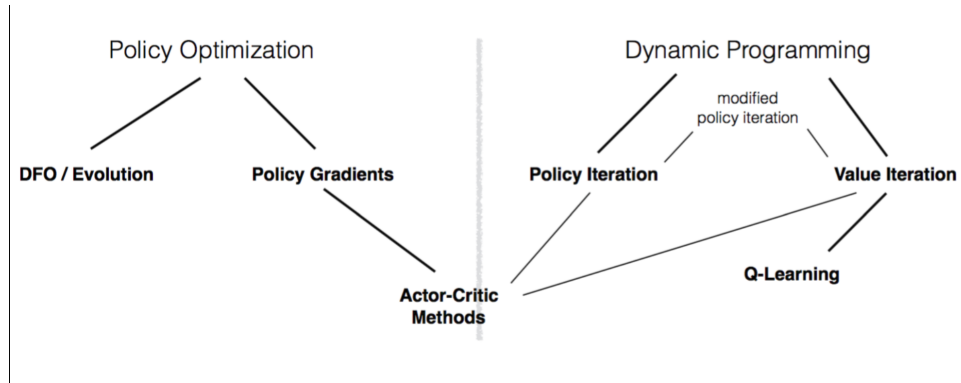 Policy Optimization
Dynamic Programming
modified
policy iteration
DFO / Evolution
Policy Gradients
Policy Iteration
Value Iteration
Q-Learning
Actor-Critic
Methods